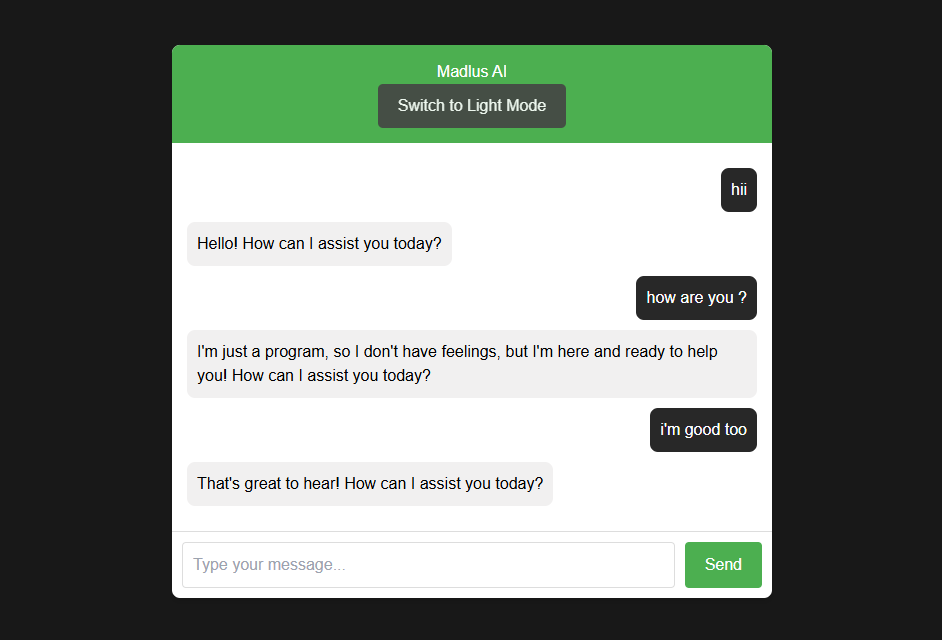 Madlus AI
Switch to Light Mode
hii
Hello! How can I assist you today?
how are you ?
I'm just a program, so I don't have feelings, but I'm here and ready to help
you! How can I assist you today?
i'm good too
That's great to hear! How can I assist you today?
Type your message...
Send